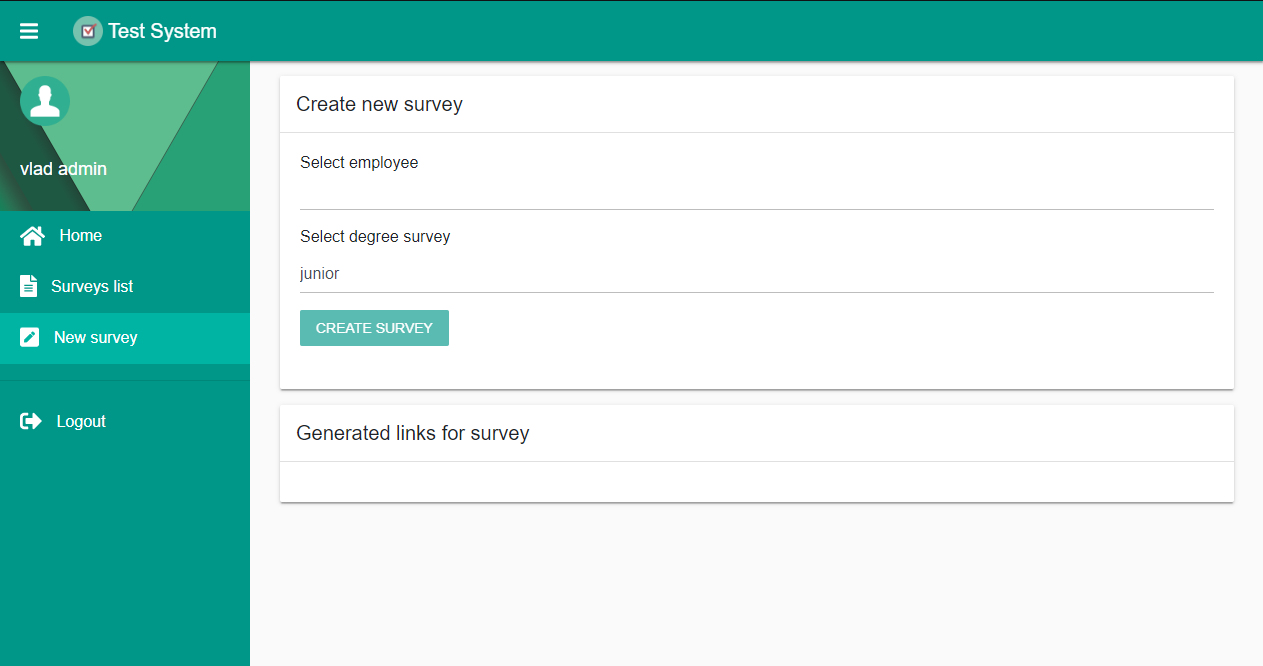 Test System
vlad admin
Home
Surveys list
New survey
Logout
Create new survey
Select employee
Select degree survey
junior
CREATE SURVEY
Generated links for survey